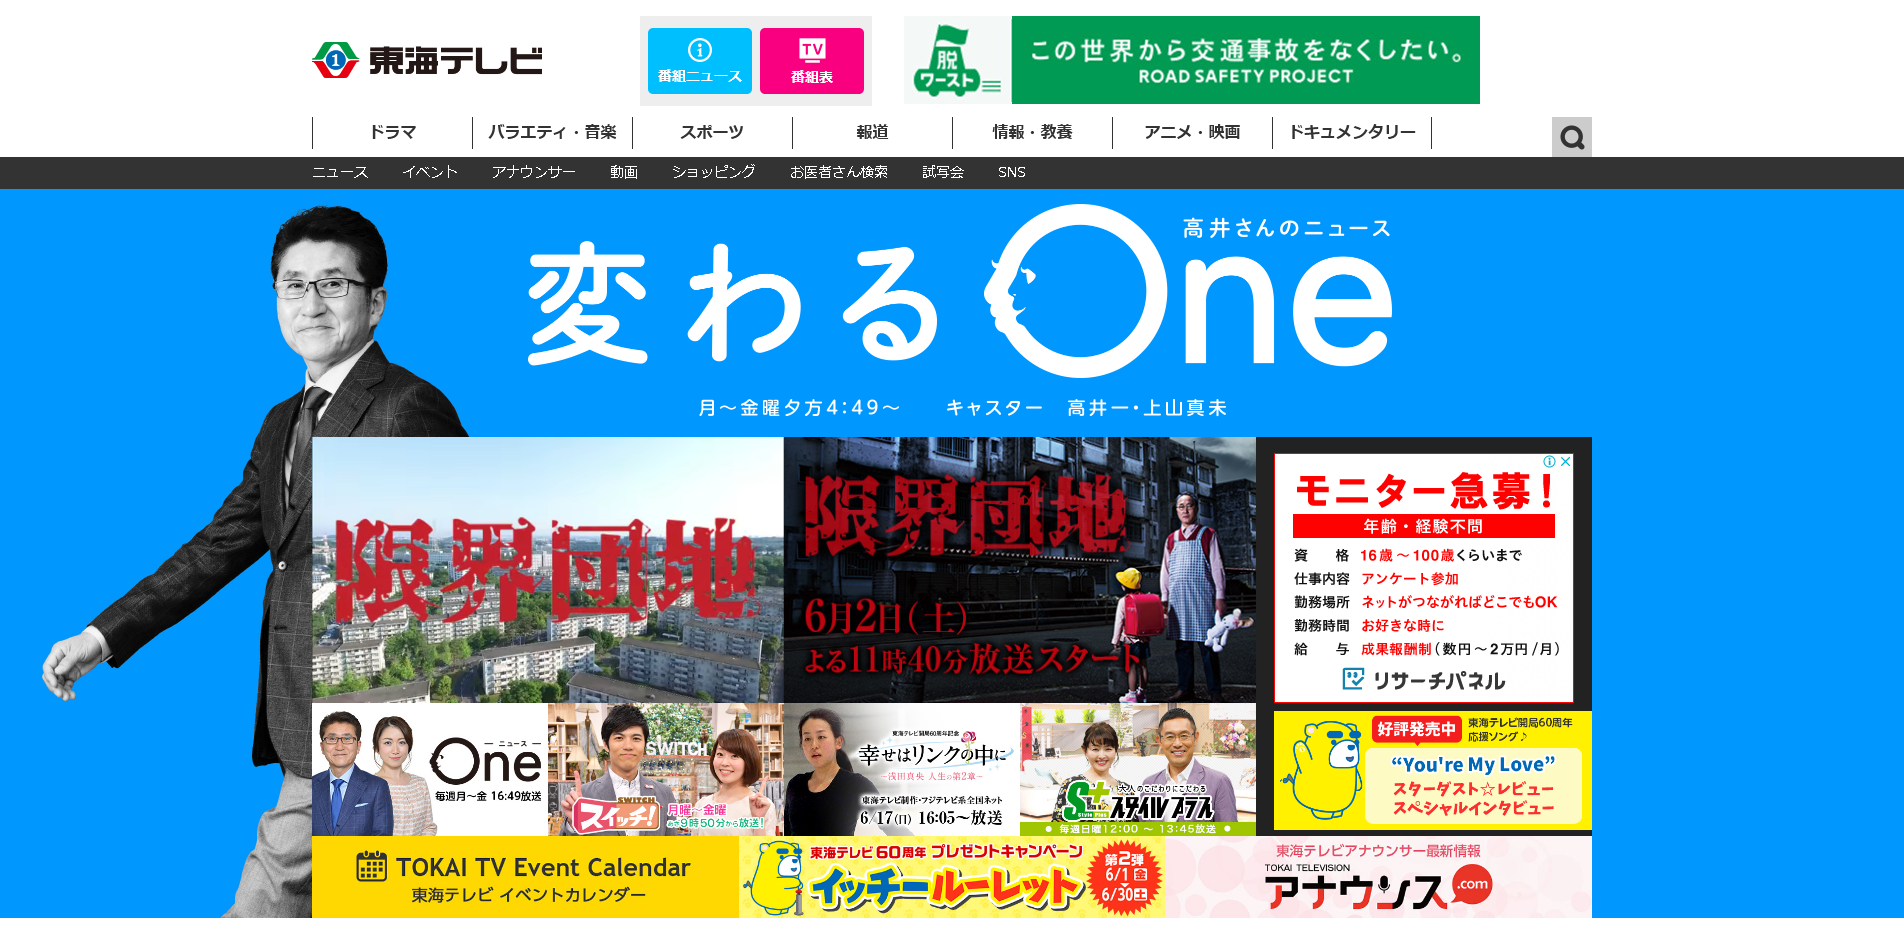 東海テレビ
1
番組ニュース
TV
番組表
脱
ワースト
この世界から交通事故をなくしたい。
ROAD SAFETY PROJECT
ドラマ
バラエティ・音楽
スポーツ
報道
情報・教養
アニメ・映画
ドキュメンタリー
ニュース
イベント
アナウンサー
動画
ショッピング
お医者さん検索
試写会
SNS
高井さんのニュース
変わるOne
月〜金曜夕方4:49〜 キャスター 高井一・上山真未
限界団地
限界団地
6月2日(土)
よる11時40分放送スタート
モニター急募!
年齢・経験不問
資 格 16歳〜100歳くらいまで
仕事内容 アンケート参加
勤務場所 ネットがつながればどこでもOK
勤務時間 お好きな時に
給 与 成果報酬制(数円〜2万円/月)
リサーチパネル
ニュース
One
毎週月〜金 16:49放送
SWITCH
SWITCH
スイッチ!
月曜〜金曜
あさ9時50分から放送!
東海テレビ開局60周年記念
幸せはリンクの中に
−浅田真央 人生の第2章−
東海テレビ制作・フジテレビ系全国ネット
6/17(日) 16:05〜放送
大人のこだわりにこだわる
S+スタイルプラス
Style Plus
● 毎週日曜12:00 〜 13:45放送 ●
好評発売中
東海テレビ開局60周年
応援ソング♪
“You're My Love”
スターダスト☆レビュー
スペシャルインタビュー
TOKAI TV Event Calendar
東海テレビ イベントカレンダー
東海テレビ60周年 プレゼントキャンペーン
イッチールーレット
第2弾
6/1金
6/30土
東海テレビアナウンサー最新情報
TOKAI TELEVISION
アナウンス.com